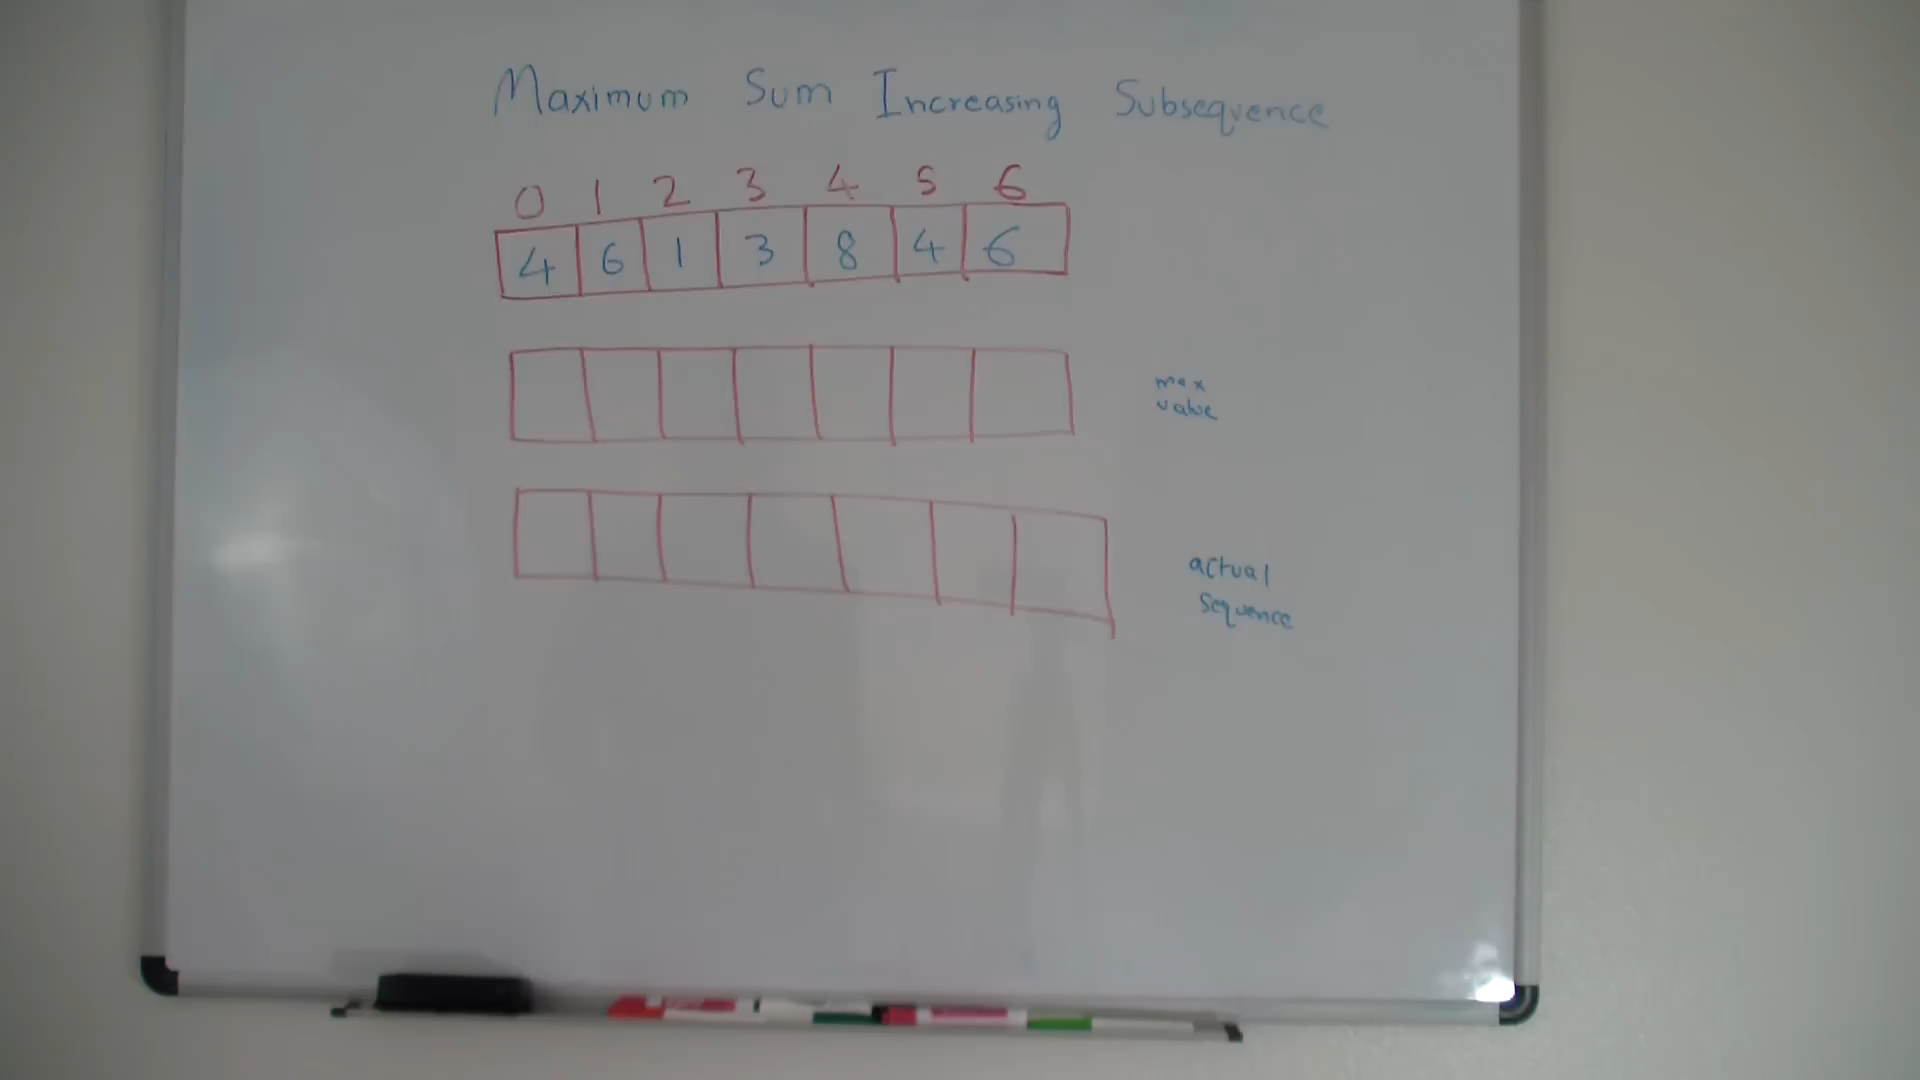 Maximum Sum Increasing Subsequence
0 1 2 3 4 5 6
4 6 1 3 8 4 6
max
value
actual
sequence